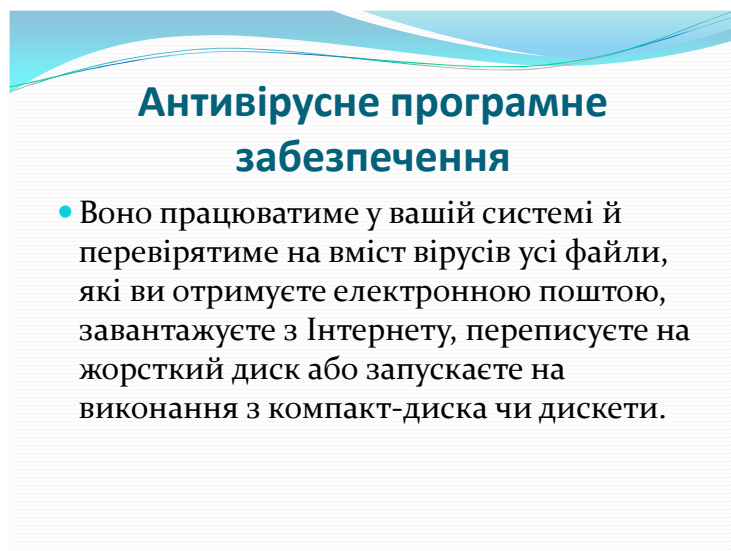 Антивірусне програмне
забезпечення
• Воно працюватиме у вашій системі й
перевірятиме на вміст вірусів усі файли,
які ви отримуєте електронною поштою,
завантажуєте з Інтернету, переписуєте на
жорсткий диск або запускаєте на
виконання з компакт-диска чи дискети.